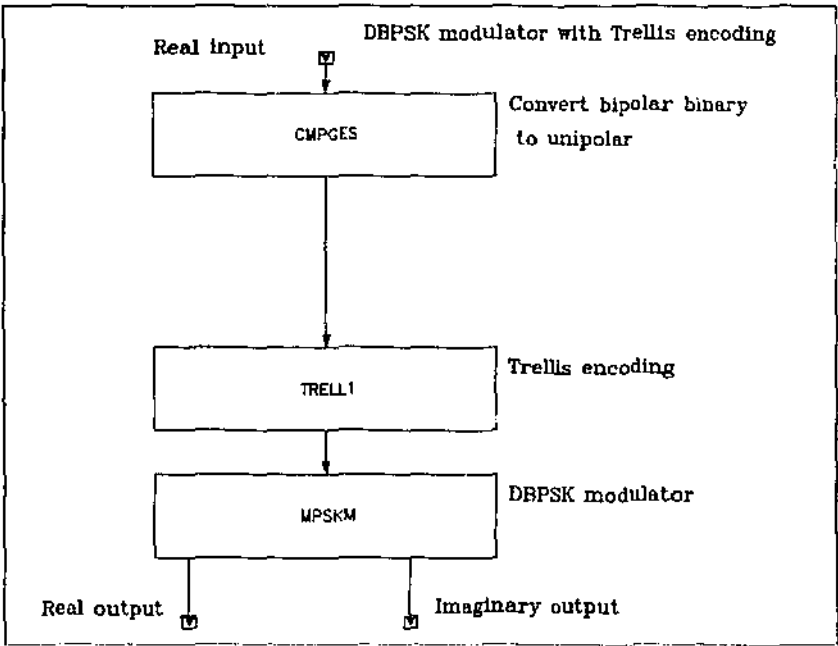 DBPSK modulator with Trellis encoding
Real input
Convert bipolar binary
to unipolar
CMPGES
Trellis encoding
TRELL1
DBPSK modulator
MPSKM
Real output
Imaginary output